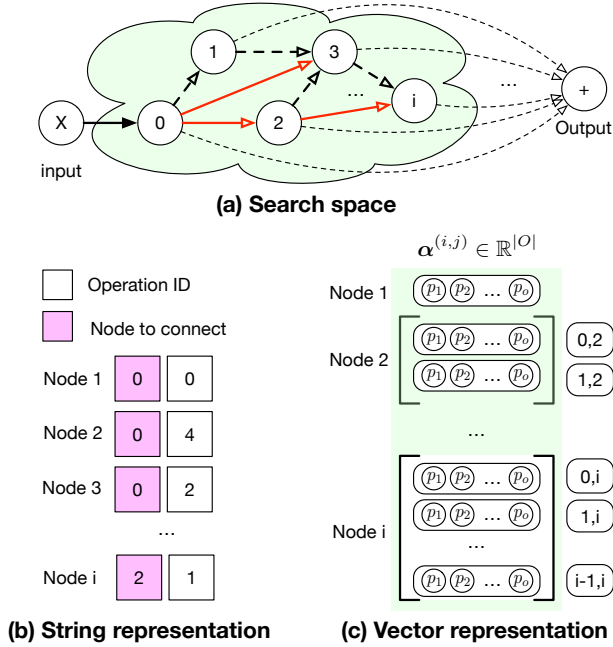 1
3
...
...
X
0
2
i
+
input
Output
(a) Search space
Operation ID
Node to connect
Node 1 0 0
Node 2 0 4
Node 3 0 2
...
Node i 2 1
(b) String representation
α^(i,j) ∈ ℝ^|O|
Node 1 p₁ p₂ ... pₒ
Node 2
p₁ p₂ ... pₒ 0,2
p₁ p₂ ... pₒ 1,2
...
Node i
p₁ p₂ ... pₒ 0,i
p₁ p₂ ... pₒ 1,i
...
p₁ p₂ ... pₒ i-1,i
(c) Vector representation